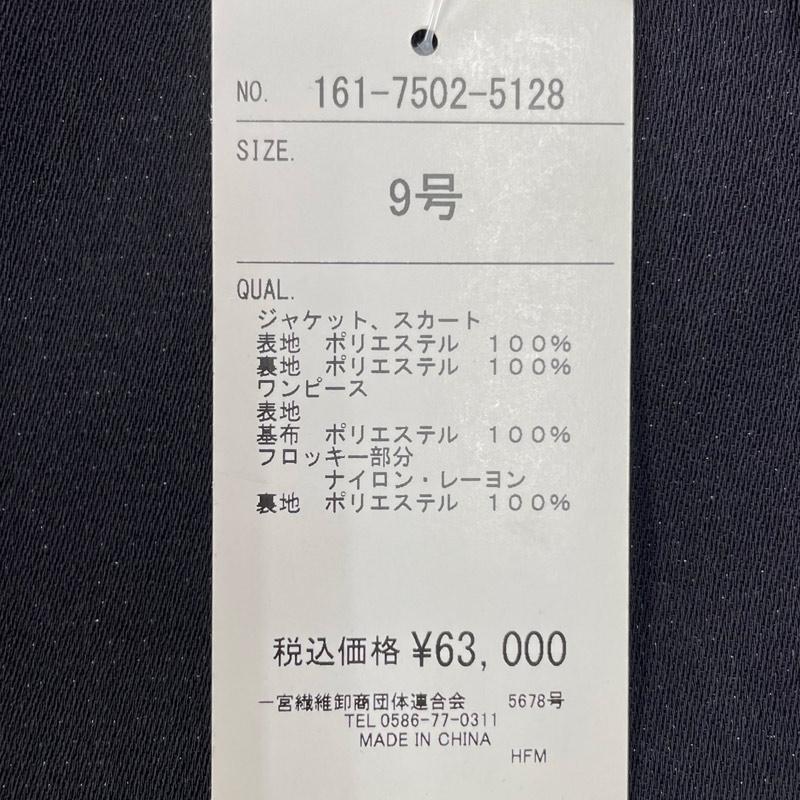 NO. 161-7502-5128
SIZE.
9号
QUAL.
ジャケット、スカート
表地 ポリエステル 100%
裏地 ポリエステル 100%
ワンピース
表地
基布 ポリエステル 100%
フロッキー部分
ナイロン・レーヨン
裏地 ポリエステル 100%
税込価格 ¥63,000
一宮繊維卸商団体連合会 5678号
TEL 0586-77-0311
MADE IN CHINA
HFM